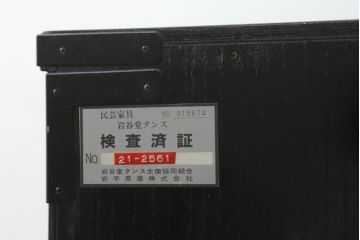 民芸家具 No 015674
岩谷堂タンス
検査済証
No. 21-2561
岩谷堂タンス生産協同組合
岩手県産株式会社